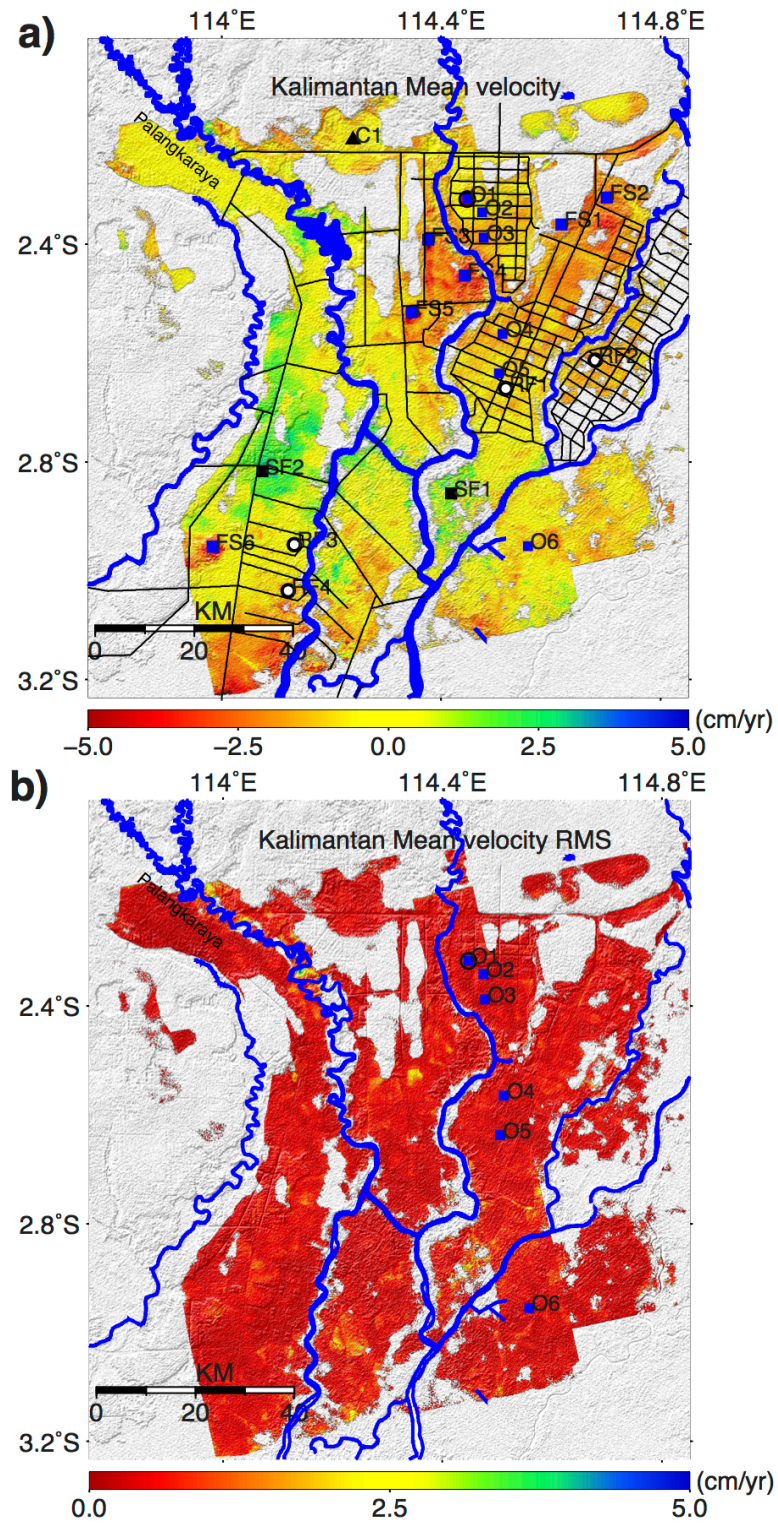 a)
114°E 114.4°E 114.8°E
Kalimantan Mean velocity
C1
Palangkaraya
O1
FS2
O2
FS1
FS3 O3
2.4°S
FS4
FS5
O4
RF2
O5
RF1
2.8°S
SF2
SF1
FS6 RF3 O6
RF4
KM
0 20 40
3.2°S
(cm/yr)
−5.0 −2.5 0.0 2.5 5.0
b)
114°E 114.4°E 114.8°E
Kalimantan Mean velocity RMS
Palangkaraya
O1
O2
O3
2.4°S
O4
O5
2.8°S
O6
KM
0 20 40
3.2°S
(cm/yr)
0.0 2.5 5.0